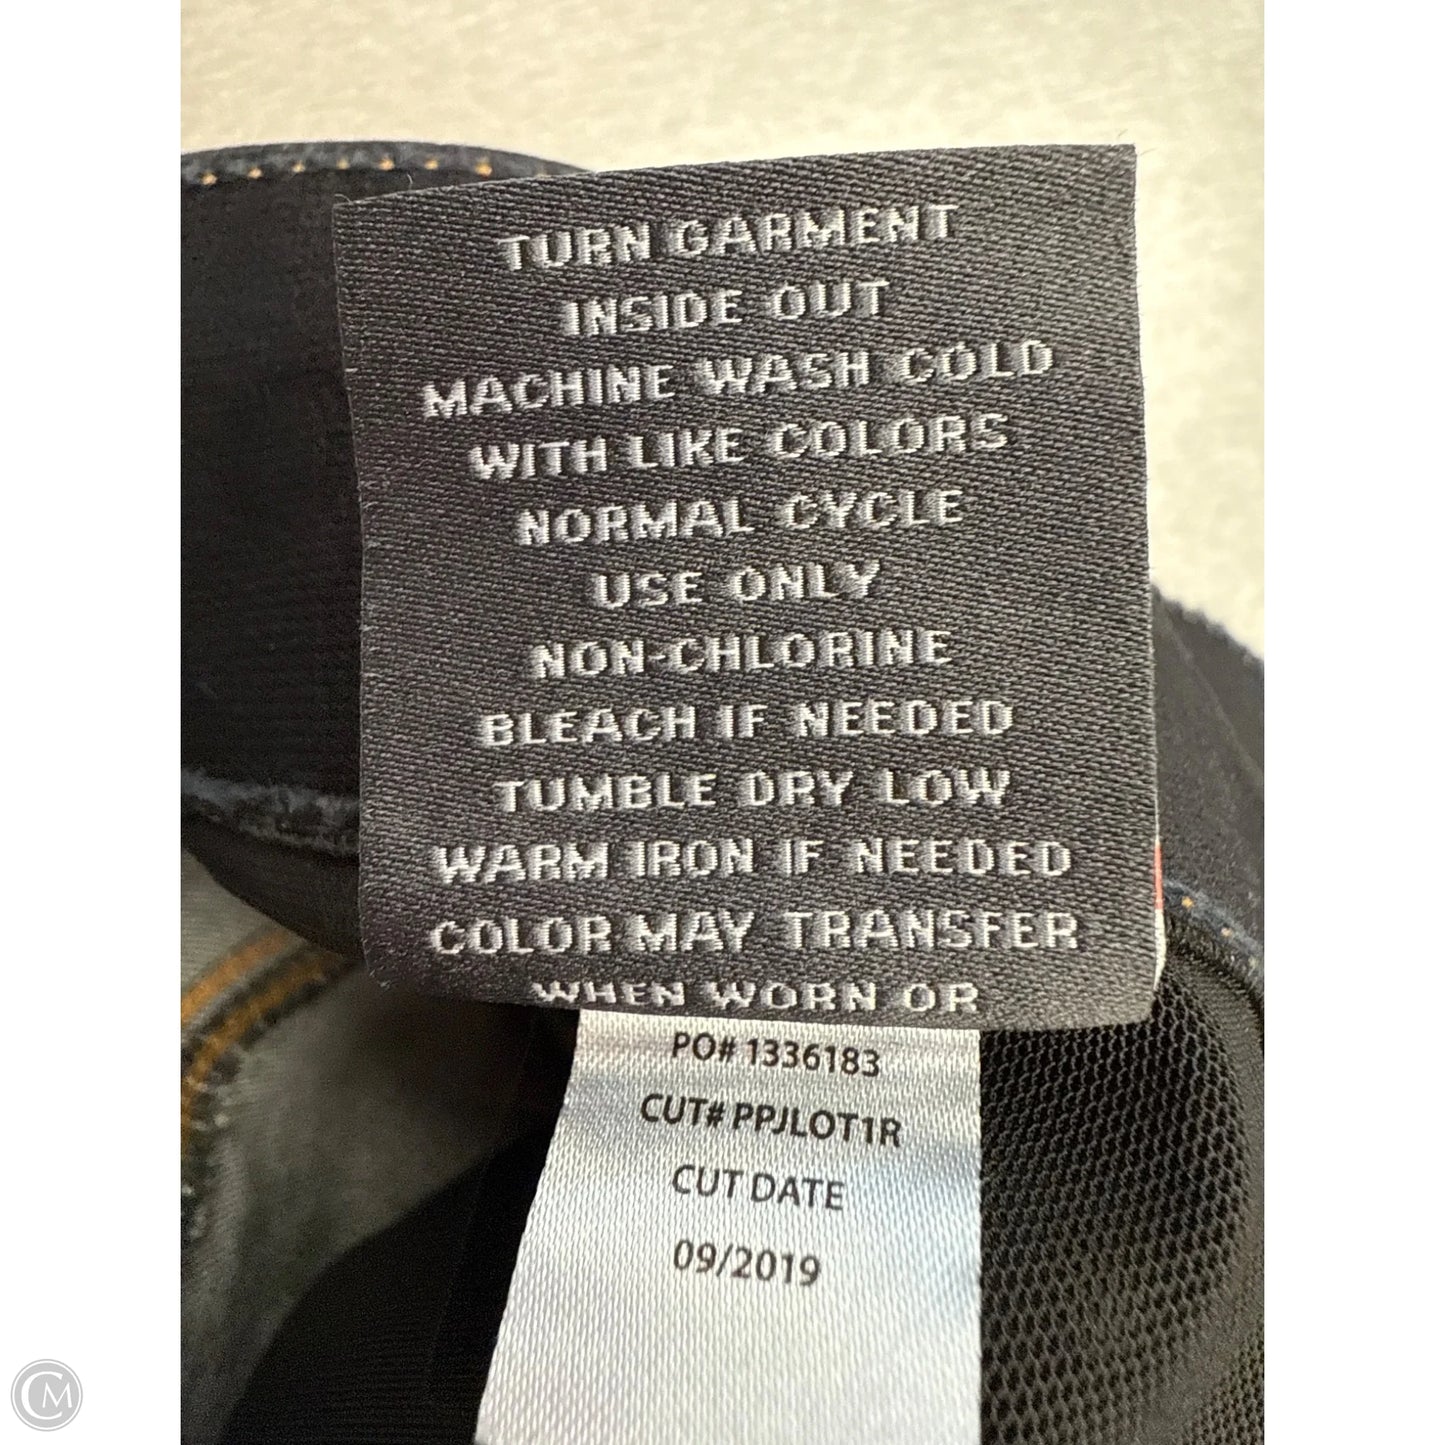 TURN GARMENT
INSIDE OUT
MACHINE WASH COLD
WITH LIKE COLORS
NORMAL CYCLE
USE ONLY
NON-CHLORINE
BLEACH IF NEEDED
TUMBLE DRY LOW
WARM IRON IF NEEDED
COLOR MAY TRANSFER
WHEN WORN OR
PO# 1336183
CUT# PPJLOT1R
CUT DATE
09/2019
CM